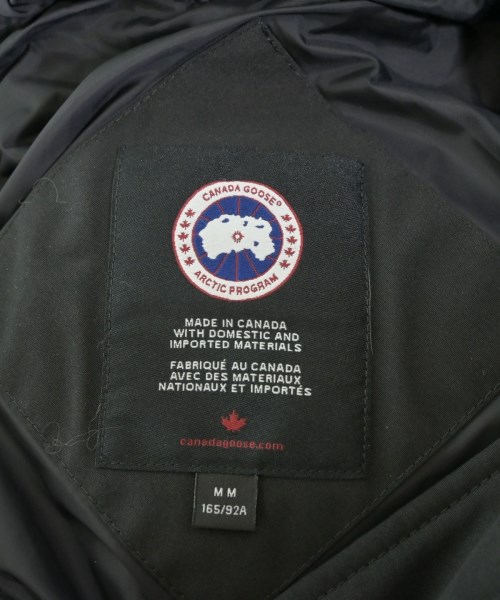 CANADA GOOSE®
ARCTIC PROGRAM
MADE IN CANADA
WITH DOMESTIC AND
IMPORTED MATERIALS
FABRIQUÉ AU CANADA
AVEC DES MATERIAUX
NATIONAUX ET IMPORTÉS
canadagoose.com
M M
165/92A